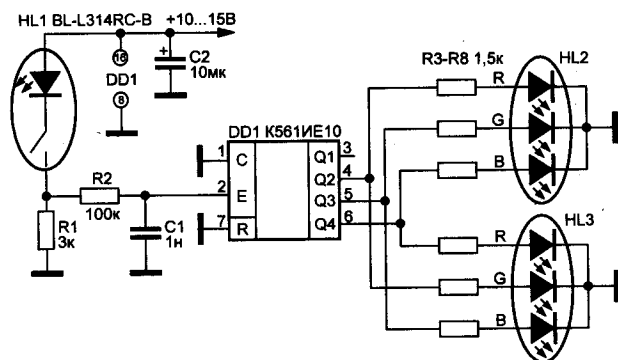 HL1 BL-L314RC-B +10...15В
16
DD1
8
+
C2
10мк
R3-R8 1,5к
HL2
R
G
B
DD1 К561ИЕ10
1 C
2 E
7 R
Q1 3
Q2 4
Q3 5
Q4 6
R2
100к
R1
3к
C1
1н
HL3
R
G
B